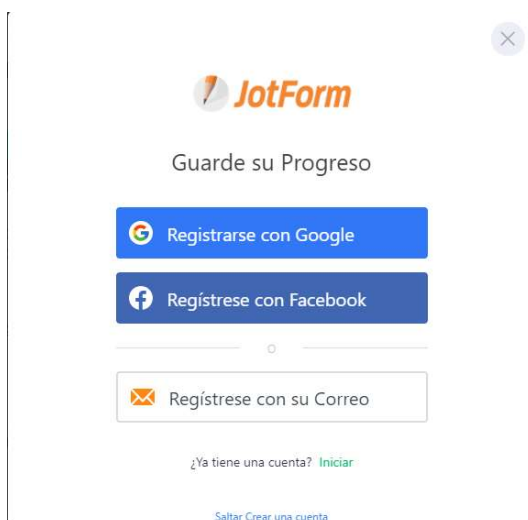 JotForm
Guarde su Progreso
Registrarse con Google
Regístrese con Facebook
o
Regístrese con su Correo
¿Ya tiene una cuenta? Iniciar
Saltar Crear una cuenta